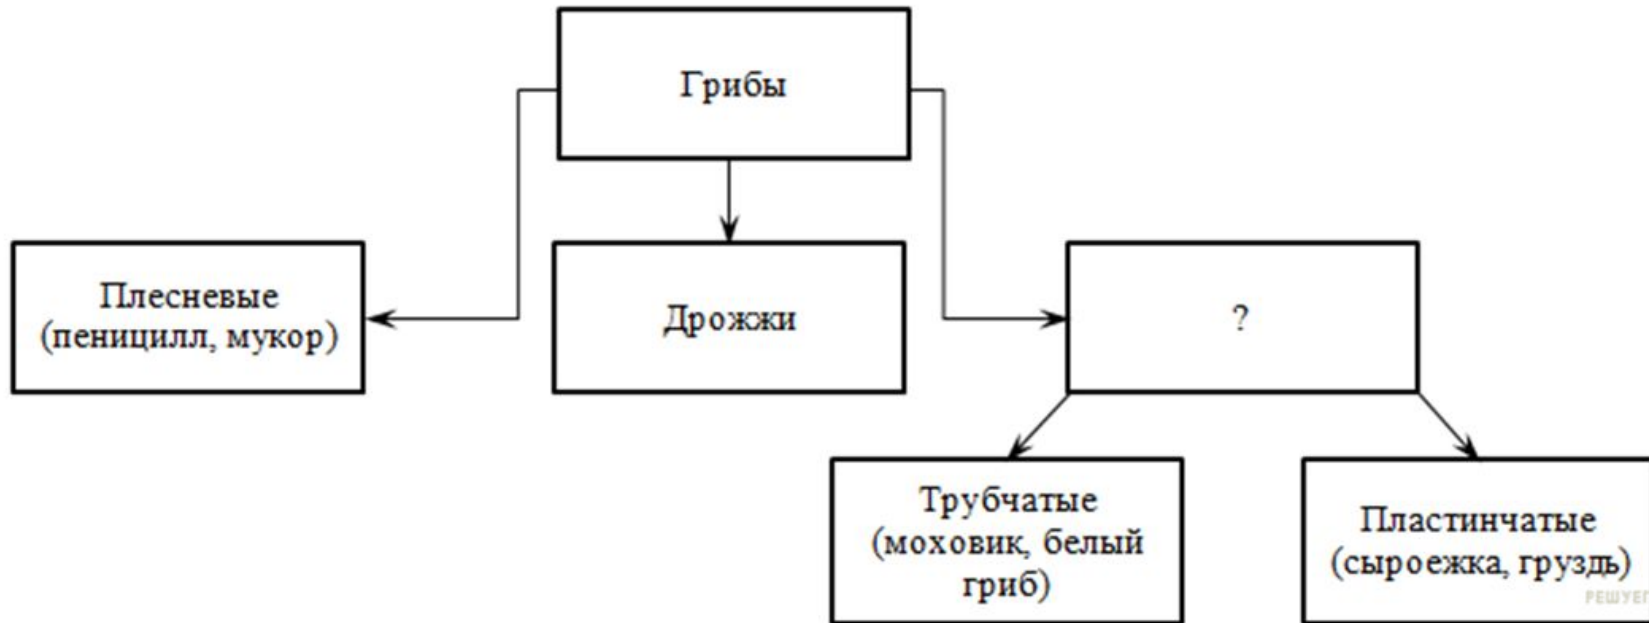 Грибы
Плесневые
(пеницилл, мукор)
Дрожжи
?
Трубчатые
(моховик, белый
гриб)
Пластинчатые
(сыроежка, груздь)